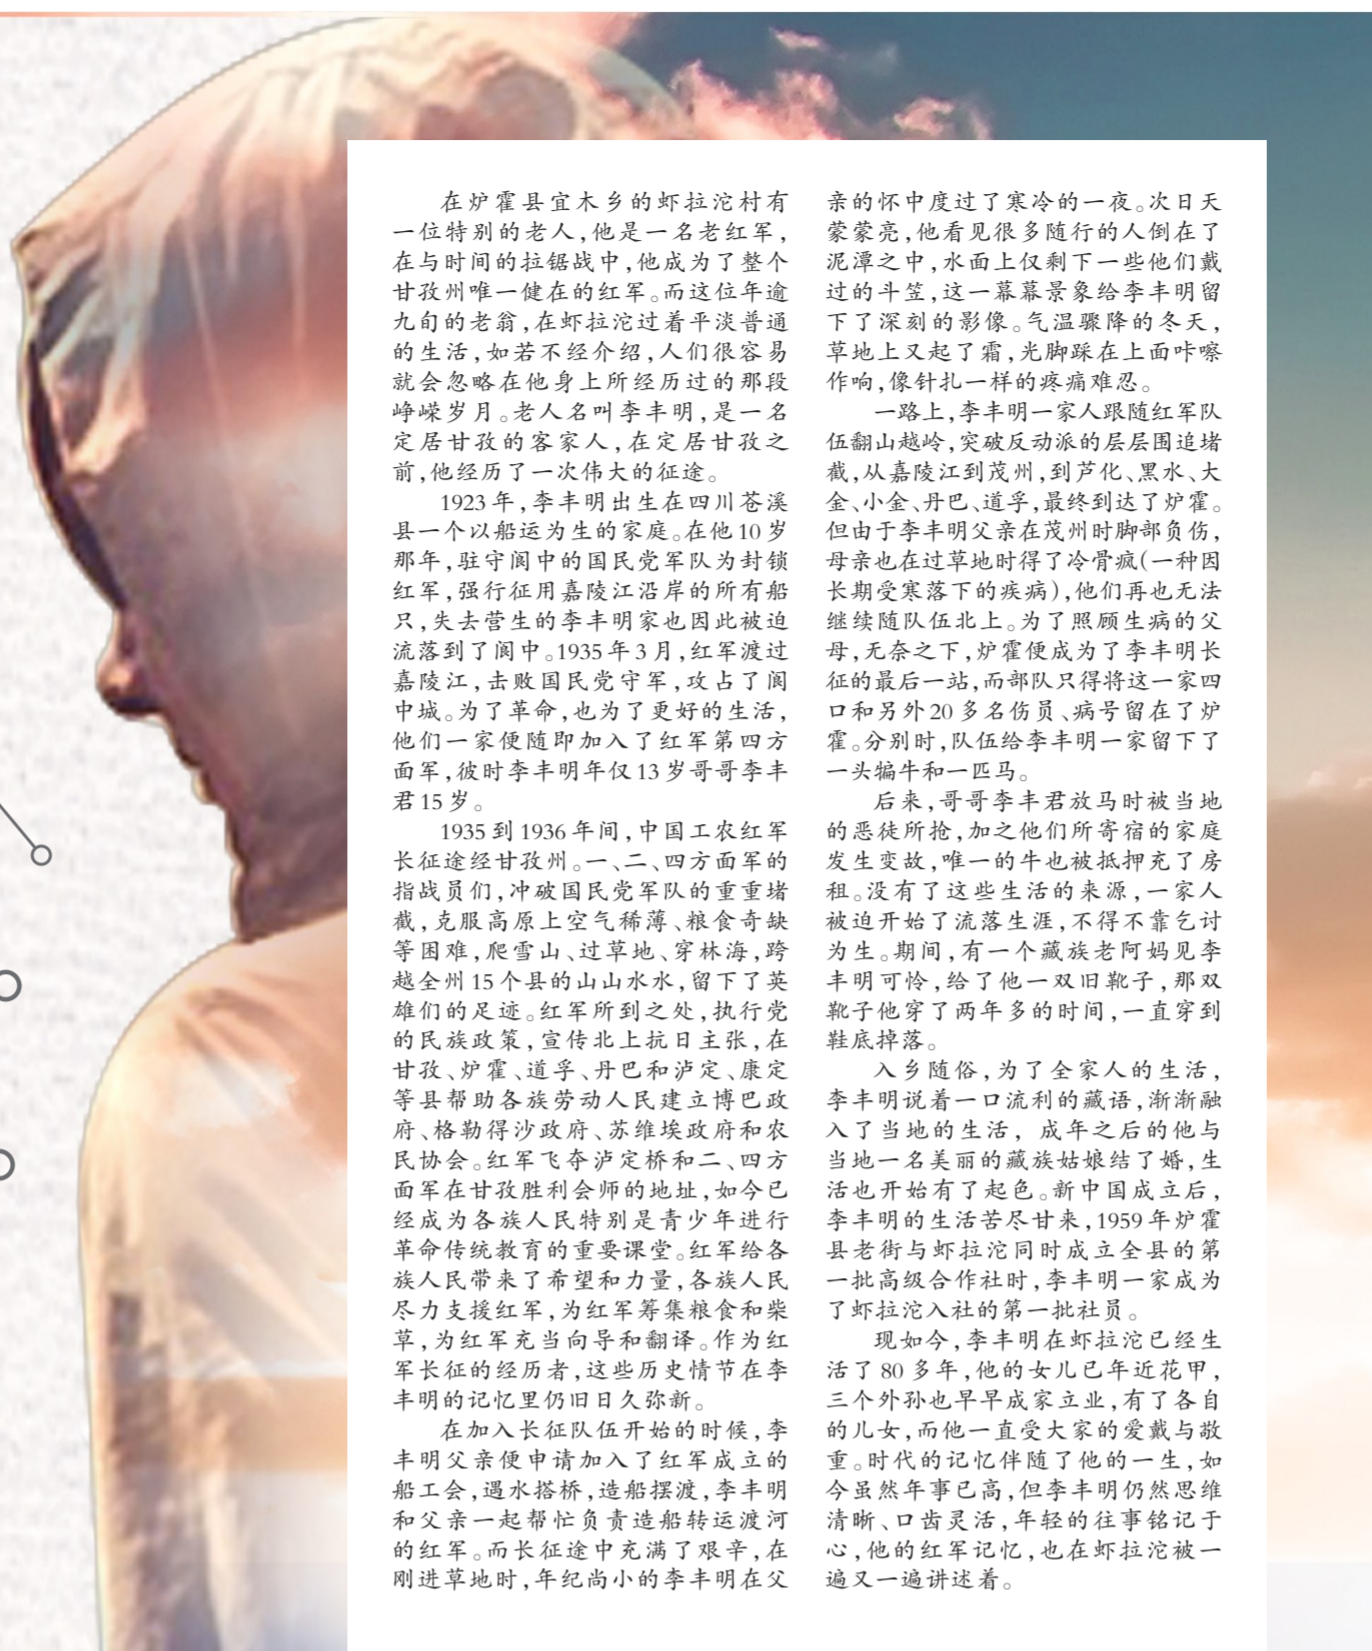 在炉霍县宜木乡的虾拉沱村有
一位特别的老人，他是一名老红军，
在与时间的拉锯战中，他成为了整个
甘孜州唯一健在的红军。而这位年逾
九旬的老翁，在虾拉沱过着平淡普通
的生活，如若不经介绍，人们很容易
就会忽略在他身上所经历过的那段
峥嵘岁月。老人名叫李丰明，是一名
定居甘孜的客家人，在定居甘孜之
前，他经历了一次伟大的征途。
1923年，李丰明出生在四川苍溪
县一个以船运为生的家庭。在他10岁
那年，驻守阆中的国民党军队为封锁
红军，强行征用嘉陵江沿岸的所有船
只，失去营生的李丰明家也因此被迫
流落到了阆中。1935年3月，红军渡过
嘉陵江，击败国民党守军，攻占了阆
中城。为了革命，也为了更好的生活，
他们一家便随即加入了红军第四方
面军，彼时李丰明年仅13岁哥哥李丰
君15岁。
1935到1936年间，中国工农红军
长征途经甘孜州。一、二、四方面军的
指战员们，冲破国民党军队的重重堵
截，克服高原上空气稀薄、粮食奇缺
等困难，爬雪山、过草地、穿林海，跨
越全州15个县的山山水水，留下了英
雄们的足迹。红军所到之处，执行党
的民族政策，宣传北上抗日主张，在
甘孜、炉霍、道孚、丹巴和泸定、康定
等县帮助各族劳动人民建立博巴政
府、格勒得沙政府、苏维埃政府和农
民协会。红军飞夺泸定桥和二、四方
面军在甘孜胜利会师的地址，如今已
经成为各族人民特别是青少年进行
革命传统教育的重要课堂。红军给各
族人民带来了希望和力量，各族人民
尽力支援红军，为红军筹集粮食和柴
草，为红军充当向导和翻译。作为红
军长征的经历者，这些历史情节在李
丰明的记忆里仍旧日久弥新。
在加入长征队伍开始的时候，李
丰明父亲便申请加入了红军成立的
船工会，遇水搭桥，造船摆渡，李丰明
和父亲一起帮忙负责造船转运渡河
的红军。而长征途中充满了艰辛，在
刚进草地时，年纪尚小的李丰明在父
亲的怀中度过了寒冷的一夜。次日天
蒙蒙亮，他看见很多随行的人倒在了
泥潭之中，水面上仅剩下一些他们戴
过的斗笠，这一幕幕景象给李丰明留
下了深刻的影像。气温骤降的冬天，
草地上又起了霜，光脚踩在上面咔嚓
作响，像针扎一样的疼痛难忍。
一路上，李丰明一家人跟随红军队
伍翻山越岭，突破反动派的层层围追堵
截，从嘉陵江到茂州，到芦化、黑水、大
金、小金、丹巴、道孚，最终到达了炉霍。
但由于李丰明父亲在茂州时脚部负伤，
母亲也在过草地时得了冷骨疯（一种因
长期受寒落下的疾病），他们再也无法
继续随队伍北上。为了照顾生病的父
母，无奈之下，炉霍便成为了李丰明长
征的最后一站，而部队只得将这一家四
口和另外20多名伤员、病号留在了炉
霍。分别时，队伍给李丰明一家留下了
一头犏牛和一匹马。
后来，哥哥李丰君放马时被当地
的恶徒所抢，加之他们所寄宿的家庭
发生变故，唯一的牛也被抵押充了房
租。没有了这些生活的来源，一家人
被迫开始了流落生涯，不得不靠乞讨
为生。期间，有一个藏族老阿妈见李
丰明可怜，给了他一双旧靴子，那双
靴子他穿了两年多的时间，一直穿到
鞋底掉落。
入乡随俗，为了全家人的生活，
李丰明说着一口流利的藏语，渐渐融
入了当地的生活， 成年之后的他与
当地一名美丽的藏族姑娘结了婚，生
活也开始有了起色。新中国成立后，
李丰明的生活苦尽甘来，1959年炉霍
县老街与虾拉沱同时成立全县的第
一批高级合作社时，李丰明一家成为
了虾拉沱入社的第一批社员。
现如今，李丰明在虾拉沱已经生
活了80多年，他的女儿已年近花甲，
三个外孙也早早成家立业，有了各自
的儿女，而他一直受大家的爱戴与敬
重。时代的记忆伴随了他的一生，如
今虽然年事已高，但李丰明仍然思维
清晰、口齿灵活，年轻的往事铭记于
心，他的红军记忆，也在虾拉沱被一
遍又一遍讲述着。